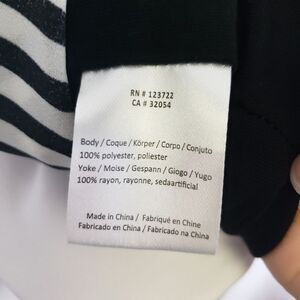 RN # 123722
CA # 32054
Body / Coque / Körper / Corpo / Conjuto
100% polyester, poliester
Yoke / Moise / Gespann / Giogo / Yugo
100% rayon, rayonne, sedaartificial
Made in China / Fabriqué en Chine
Fabricado en China / Fabricado na China